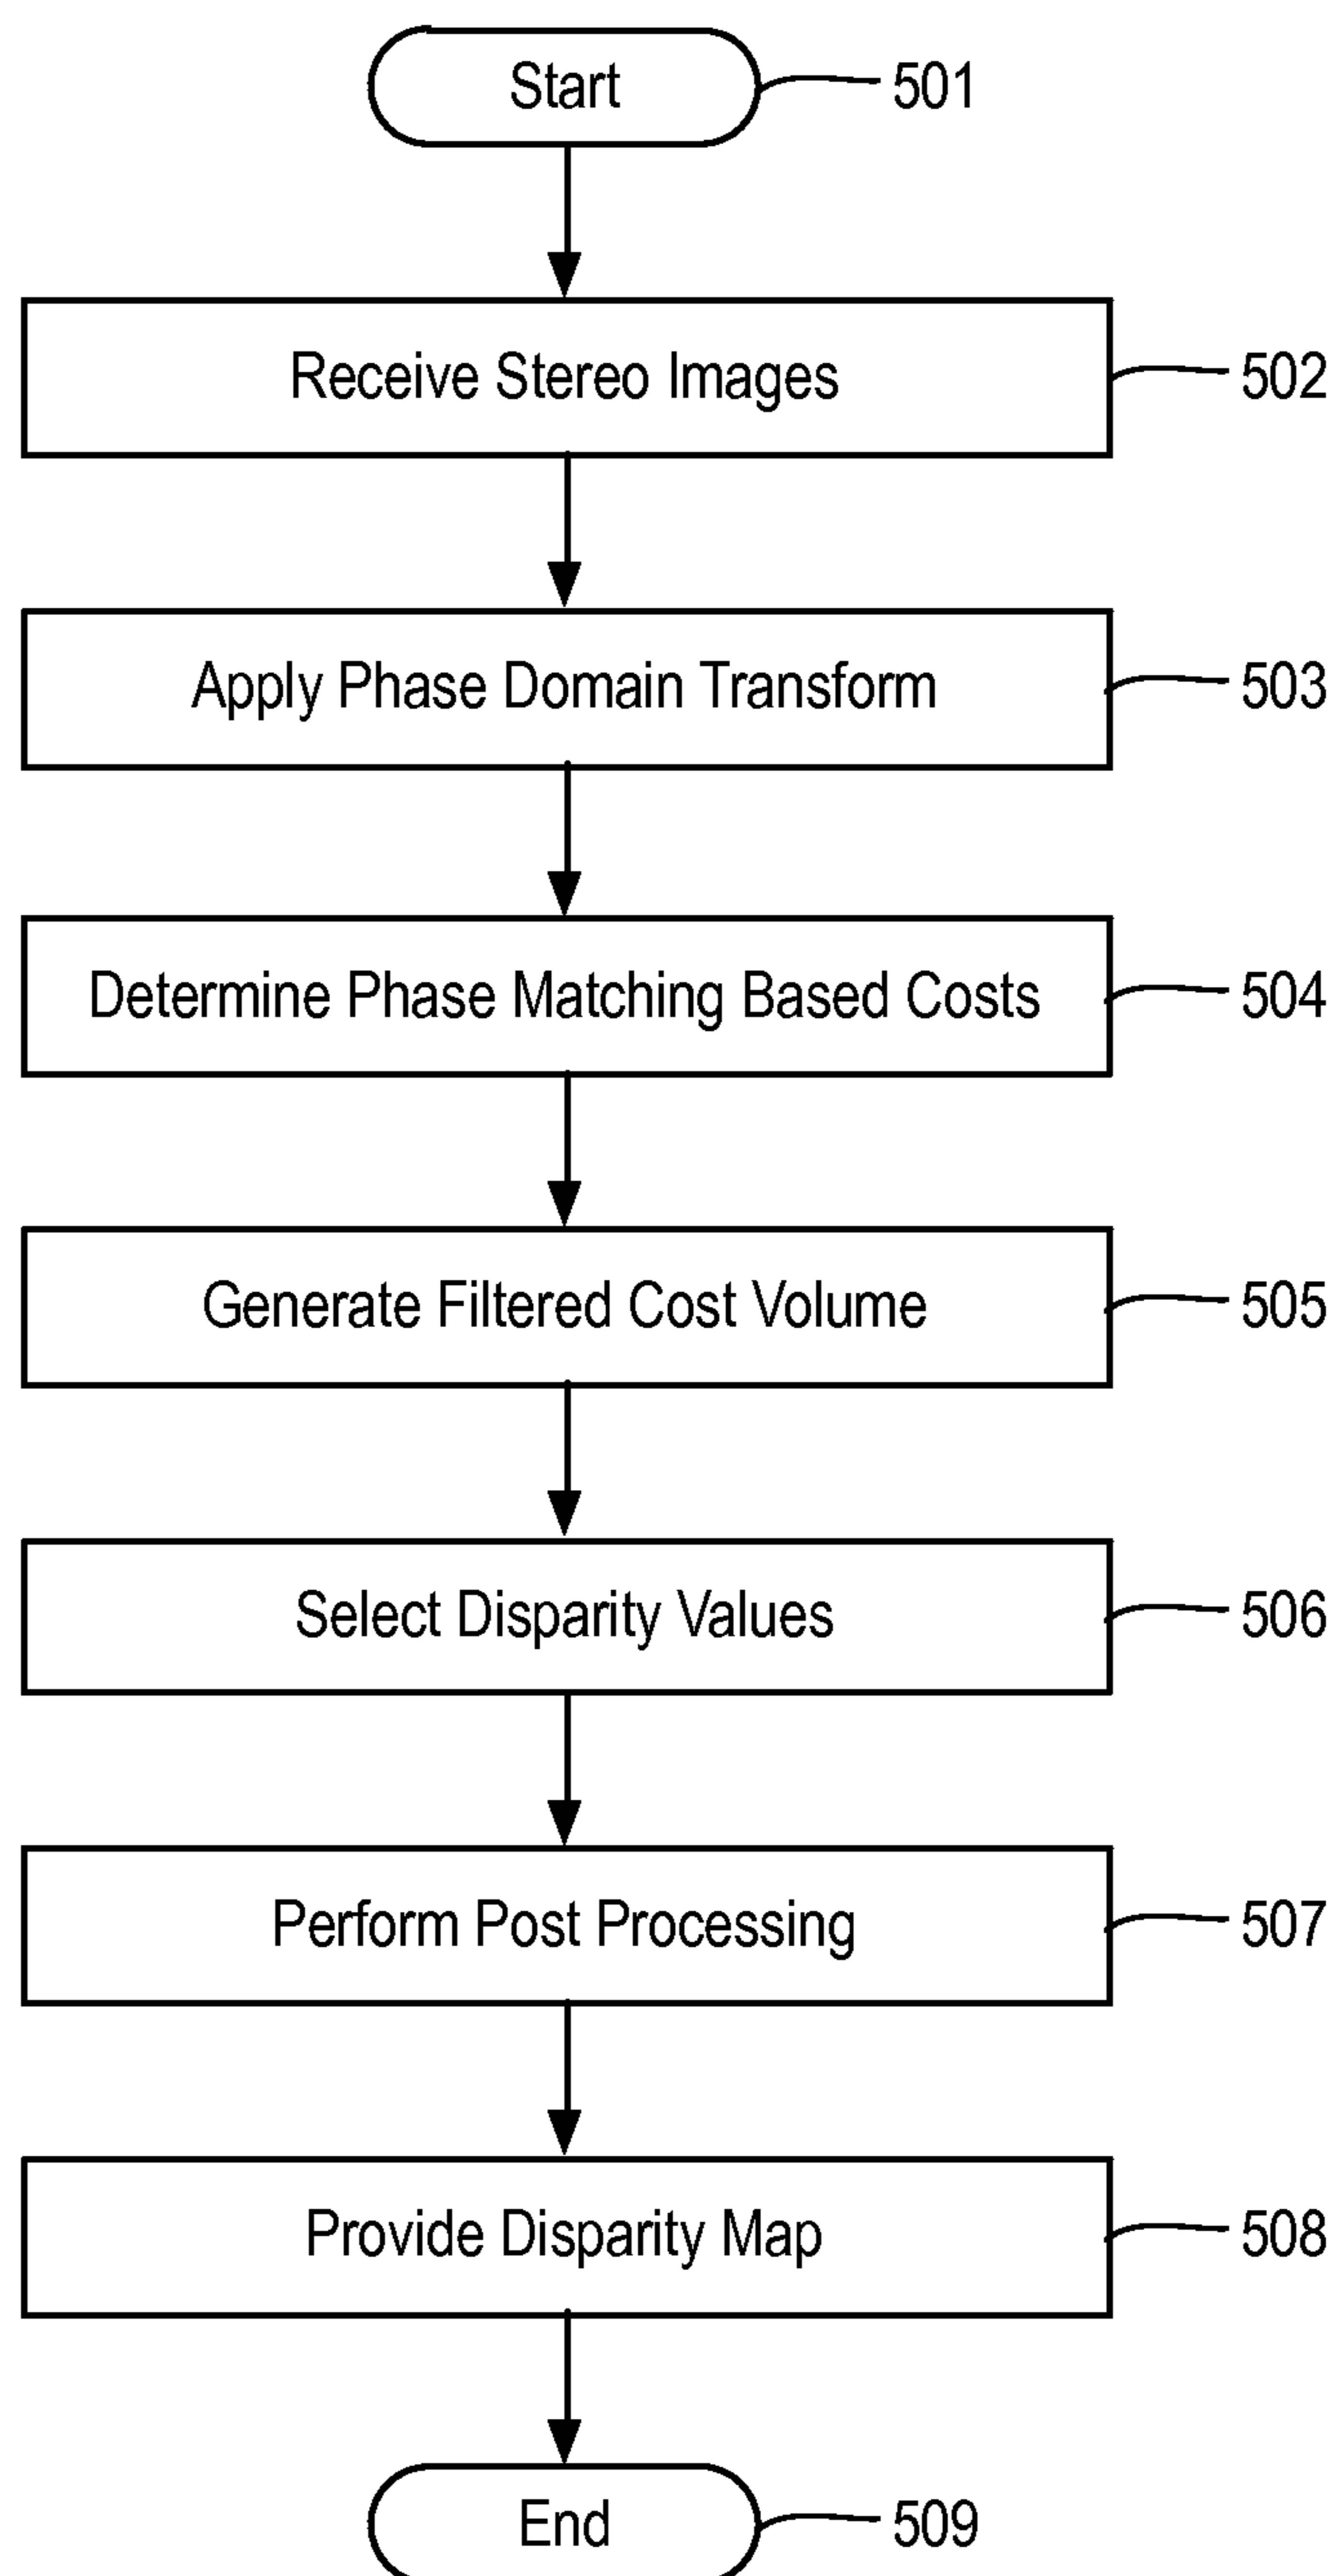 Start
501
Receive Stereo Images
502
Apply Phase Domain Transform
503
Determine Phase Matching Based Costs
504
Generate Filtered Cost Volume
505
Select Disparity Values
506
Perform Post Processing
507
Provide Disparity Map
508
End
509